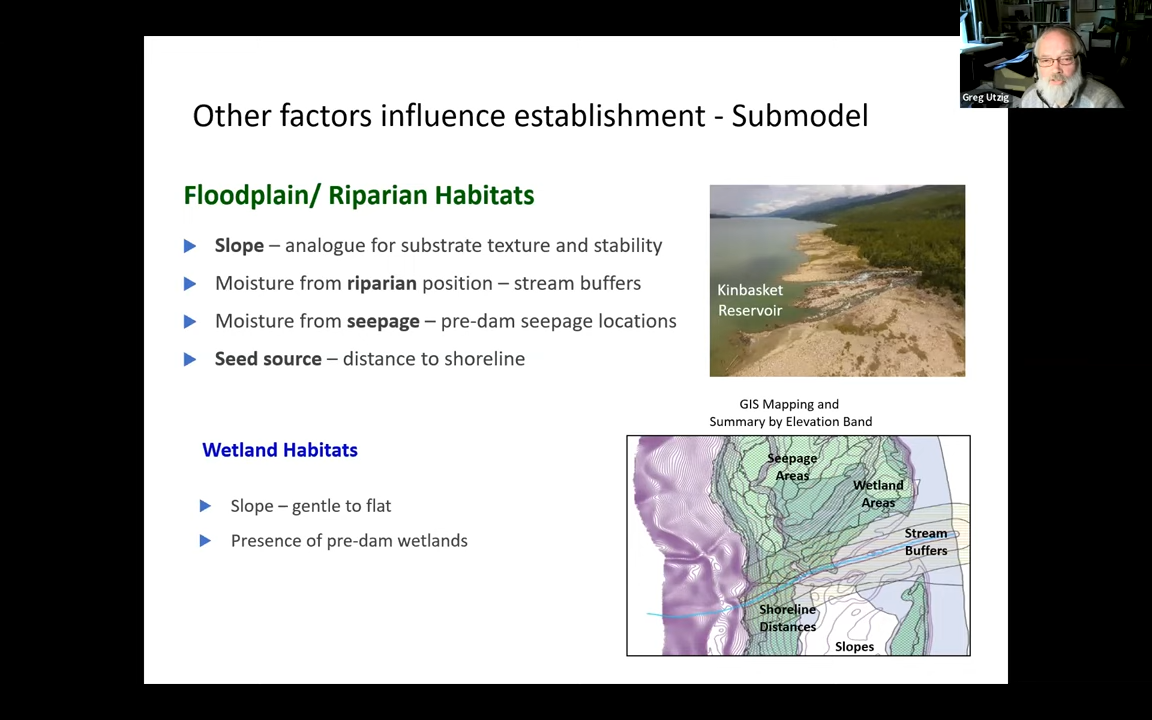 Greg Utzig
Other factors influence establishment - Submodel
Floodplain/ Riparian Habitats
Slope – analogue for substrate texture and stability
Moisture from riparian position – stream buffers
Moisture from seepage – pre-dam seepage locations
Seed source – distance to shoreline
Kinbasket
Reservoir
Wetland Habitats
Slope – gentle to flat
Presence of pre-dam wetlands
GIS Mapping and
Summary by Elevation Band
Seepage
Areas
Wetland
Areas
Stream
Buffers
Shoreline
Distances
Slopes